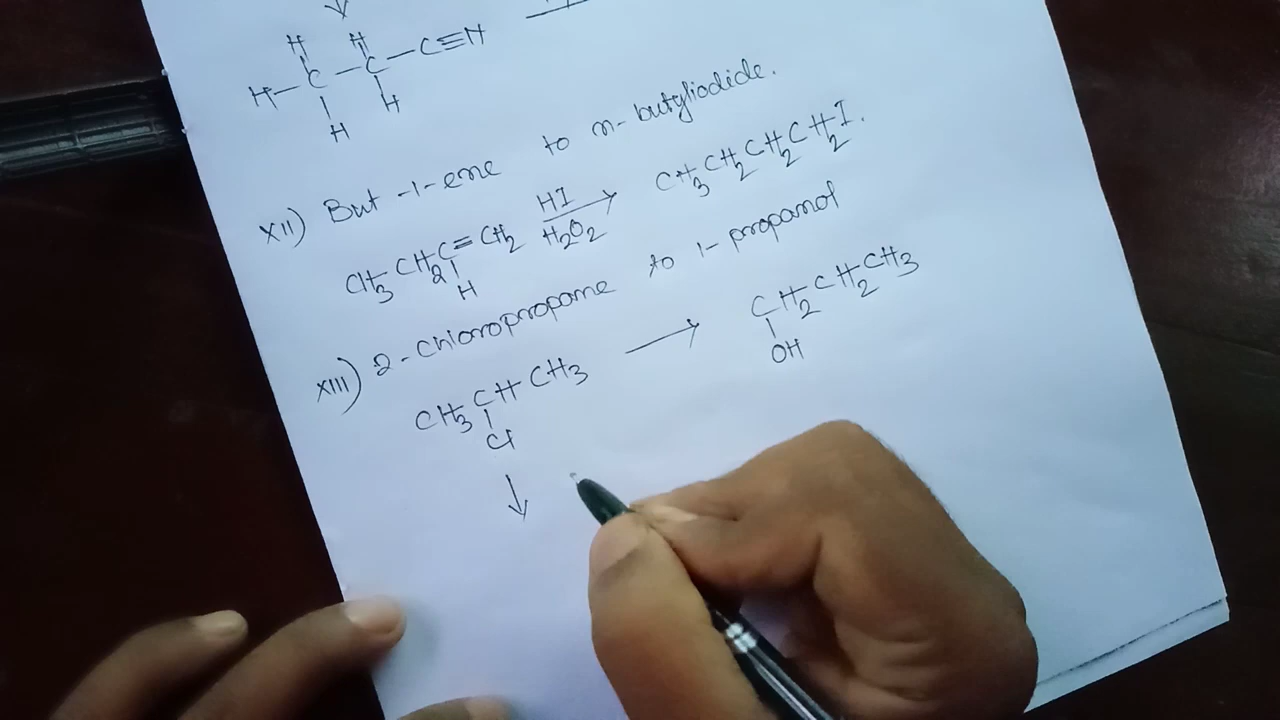 H H
H-C-C-C≡N
H H
XII) But-1-ene to n-butyliodide.
CH3CH2C=CH2 HI H2O2 → CH3CH2CH2CH2I.
H
XIII) 2-chloropropane to 1-propanol
CH3CHCH3 → CH2CH2CH3
Cl OH